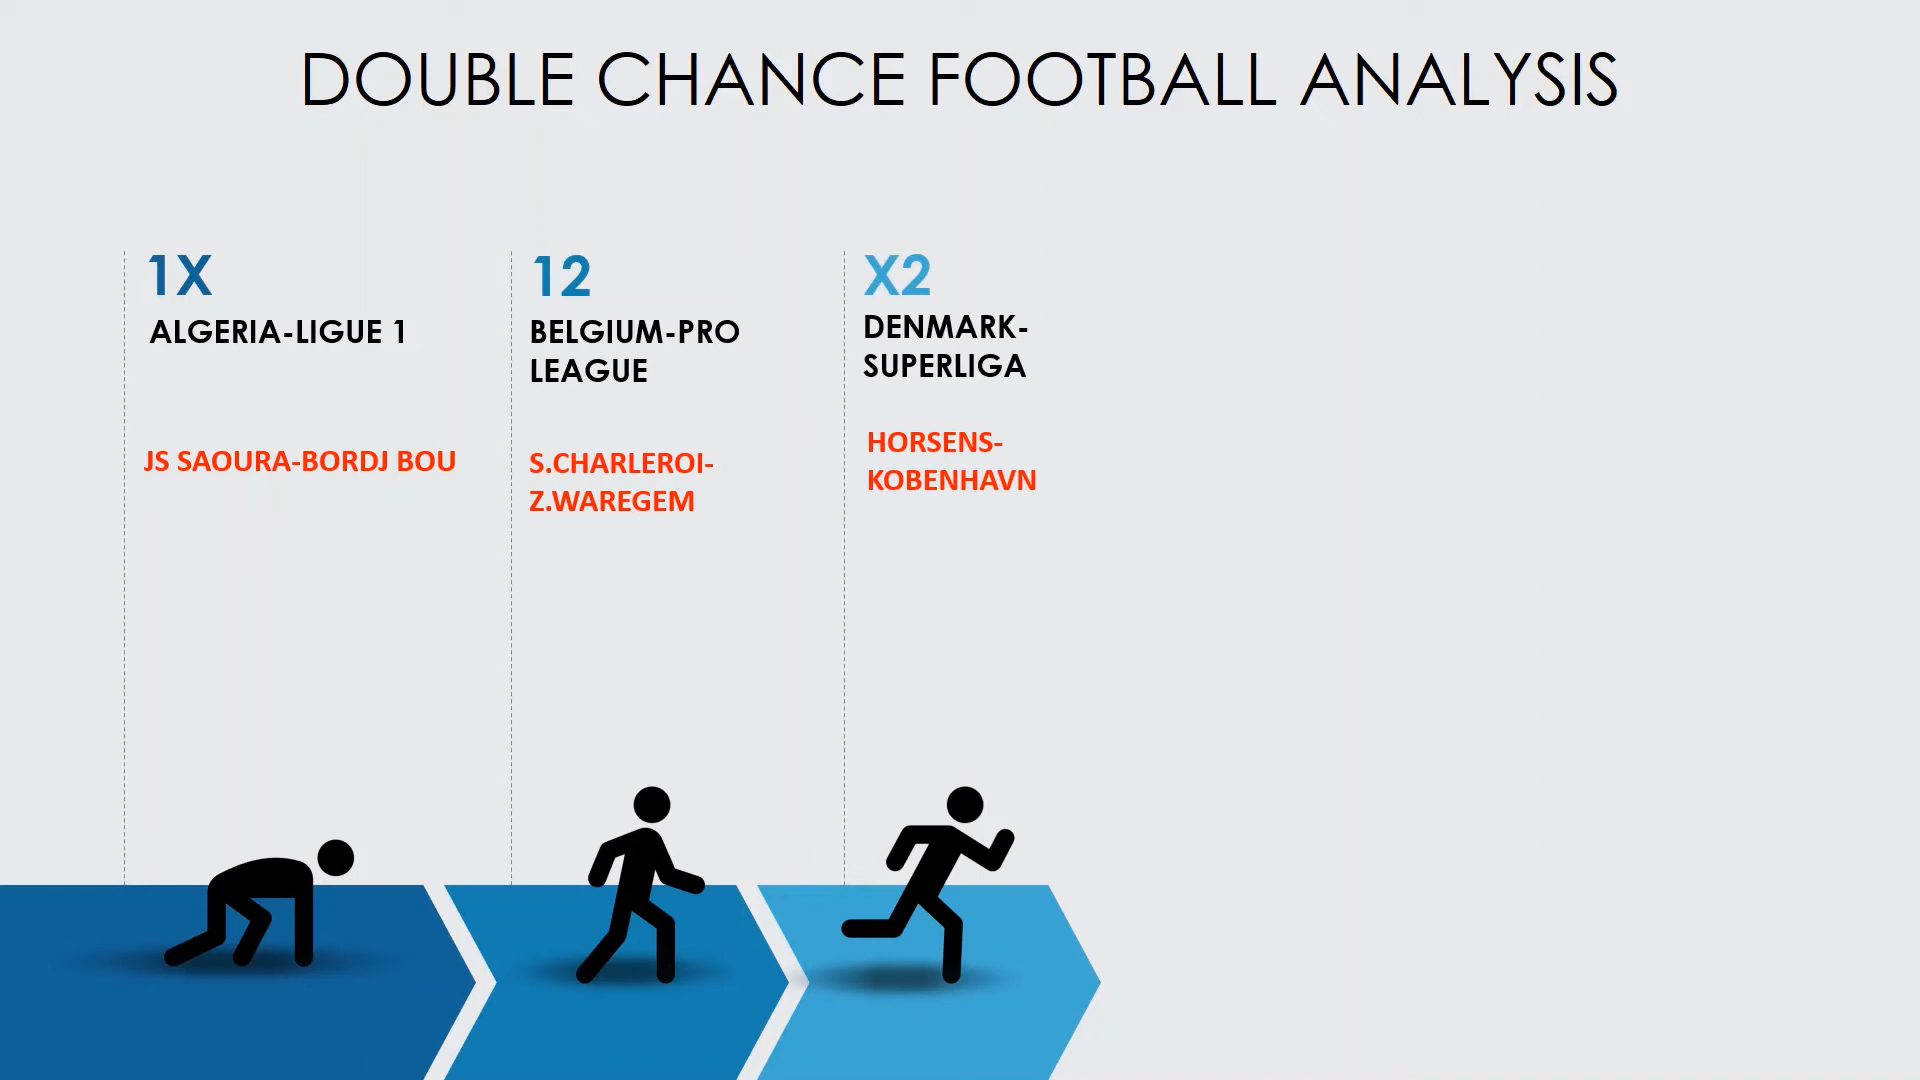 DOUBLE CHANCE FOOTBALL ANALYSIS
1X
ALGERIA-LIGUE 1
JS SAOURA-BORDJ BOU
12
BELGIUM-PRO
LEAGUE
S.CHARLEROI-
Z.WAREGEM
X2
DENMARK-
SUPERLIGA
HORSENS-
KOBENHAVN